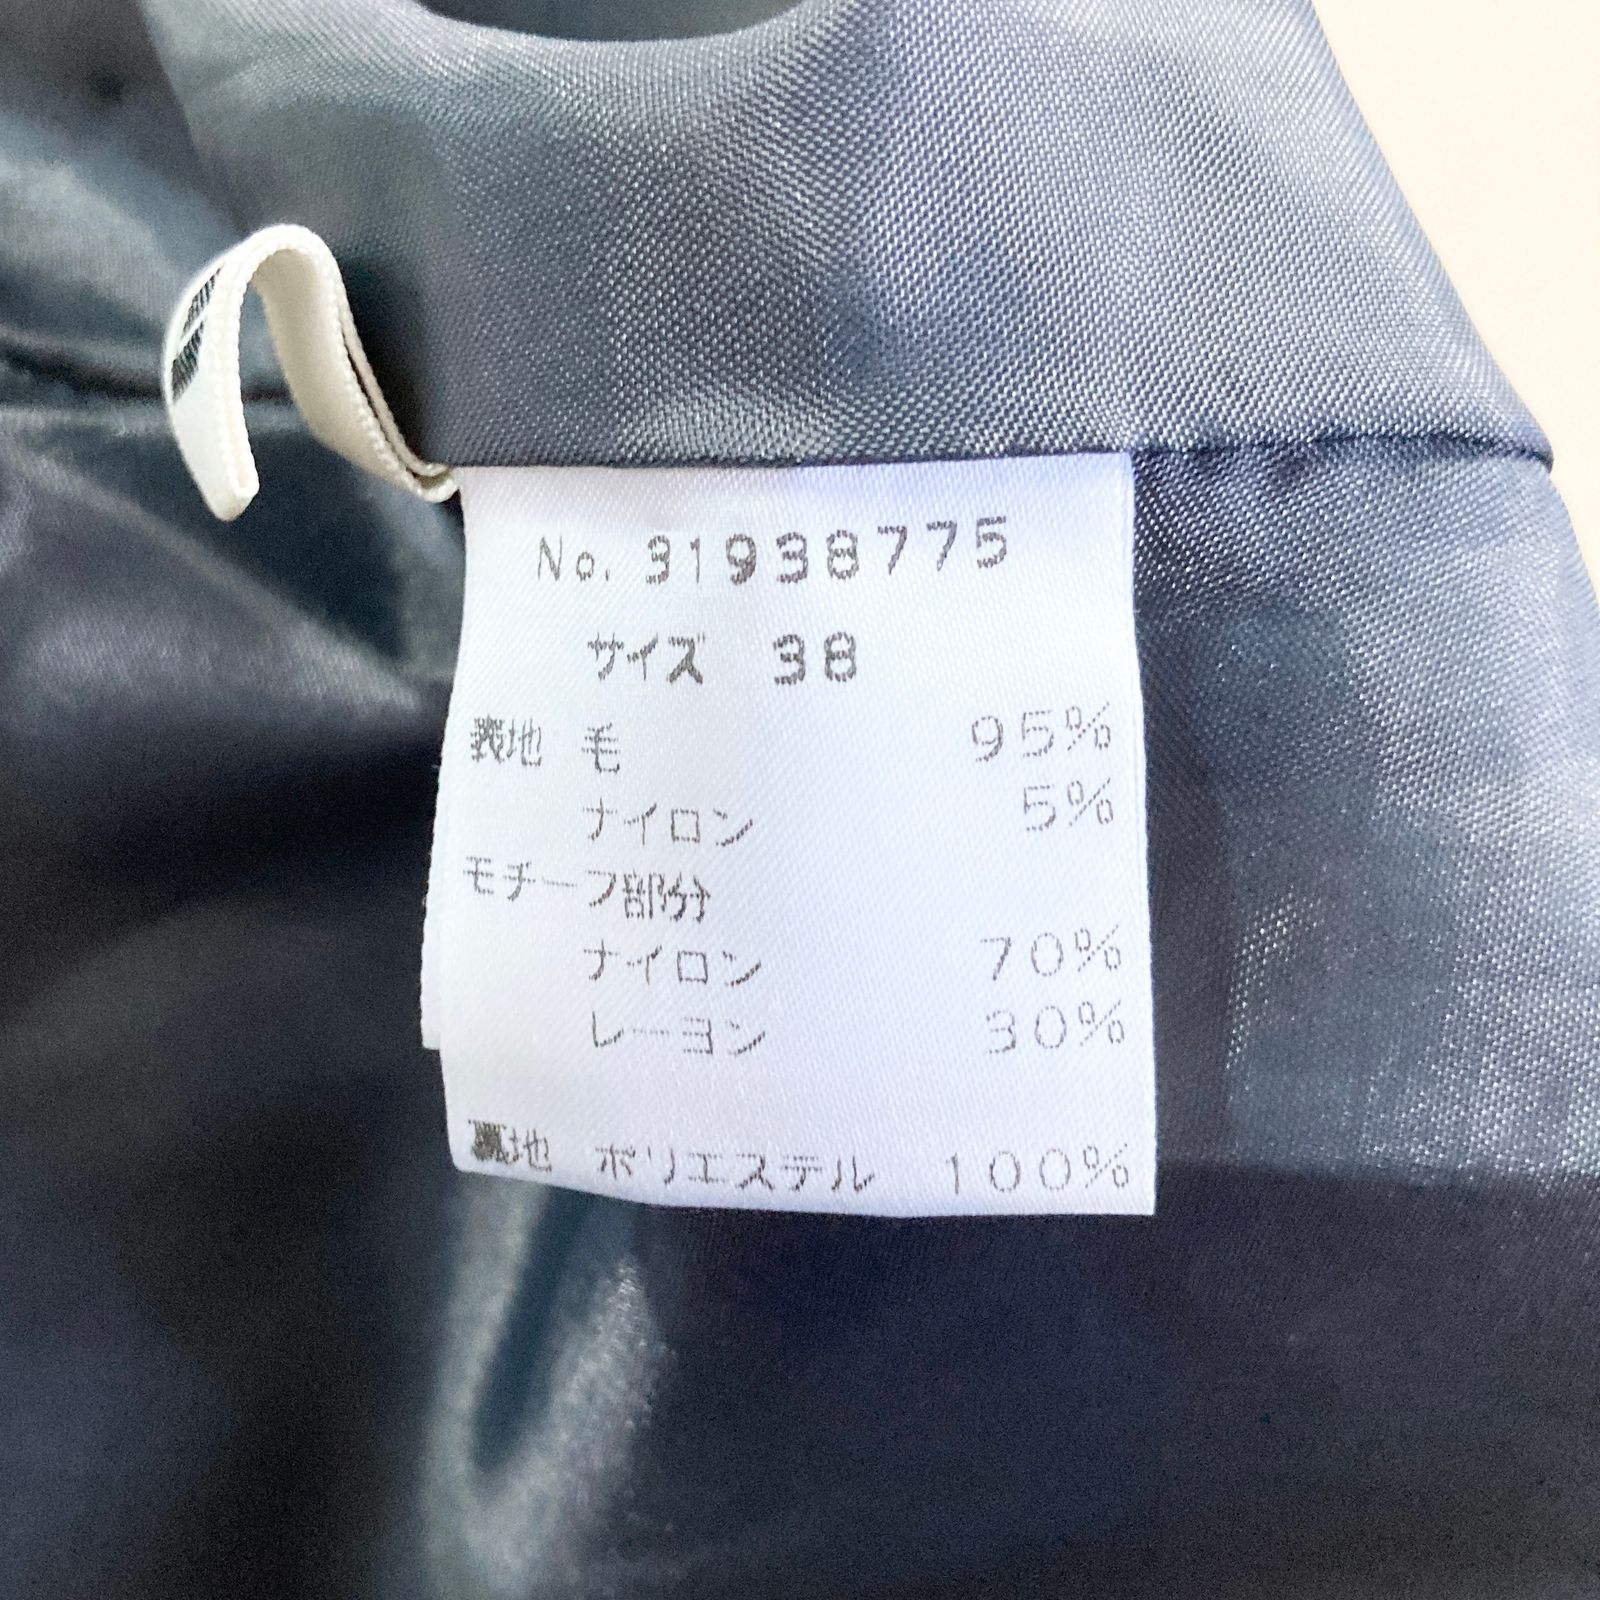 No. 31938775
サイズ 38
表地 毛 95%
ナイロン 5%
モチーフ部分
ナイロン 70%
レーヨン 30%
裏地 ポリエステル 100%